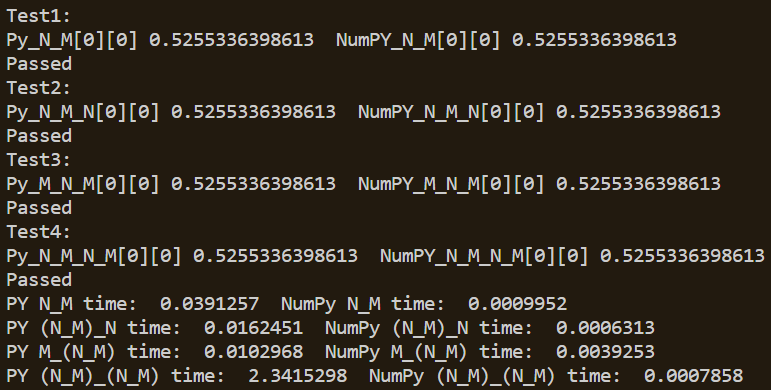 Test1:
Py_N_M[0][0] 0.5255336398613  NumPY_N_M[0][0] 0.5255336398613
Passed
Test2:
Py_N_M_N[0][0] 0.5255336398613  NumPY_N_M_N[0][0] 0.5255336398613
Passed
Test3:
Py_M_N_M[0][0] 0.5255336398613  NumPY_M_N_M[0][0] 0.5255336398613
Passed
Test4:
Py_N_M_N_M[0][0] 0.5255336398613  NumPY_N_M_N_M[0][0] 0.5255336398613
Passed
PY N_M time:  0.0391257  NumPy N_M time:  0.0009952
PY (N_M)_N time:  0.0162451  NumPy (N_M)_N time:  0.0006313
PY M_(N_M) time:  0.0102968  NumPy M_(N_M) time:  0.0039253
PY (N_M)_(N_M) time:  2.3415298  NumPy (N_M)_(N_M) time:  0.0007858